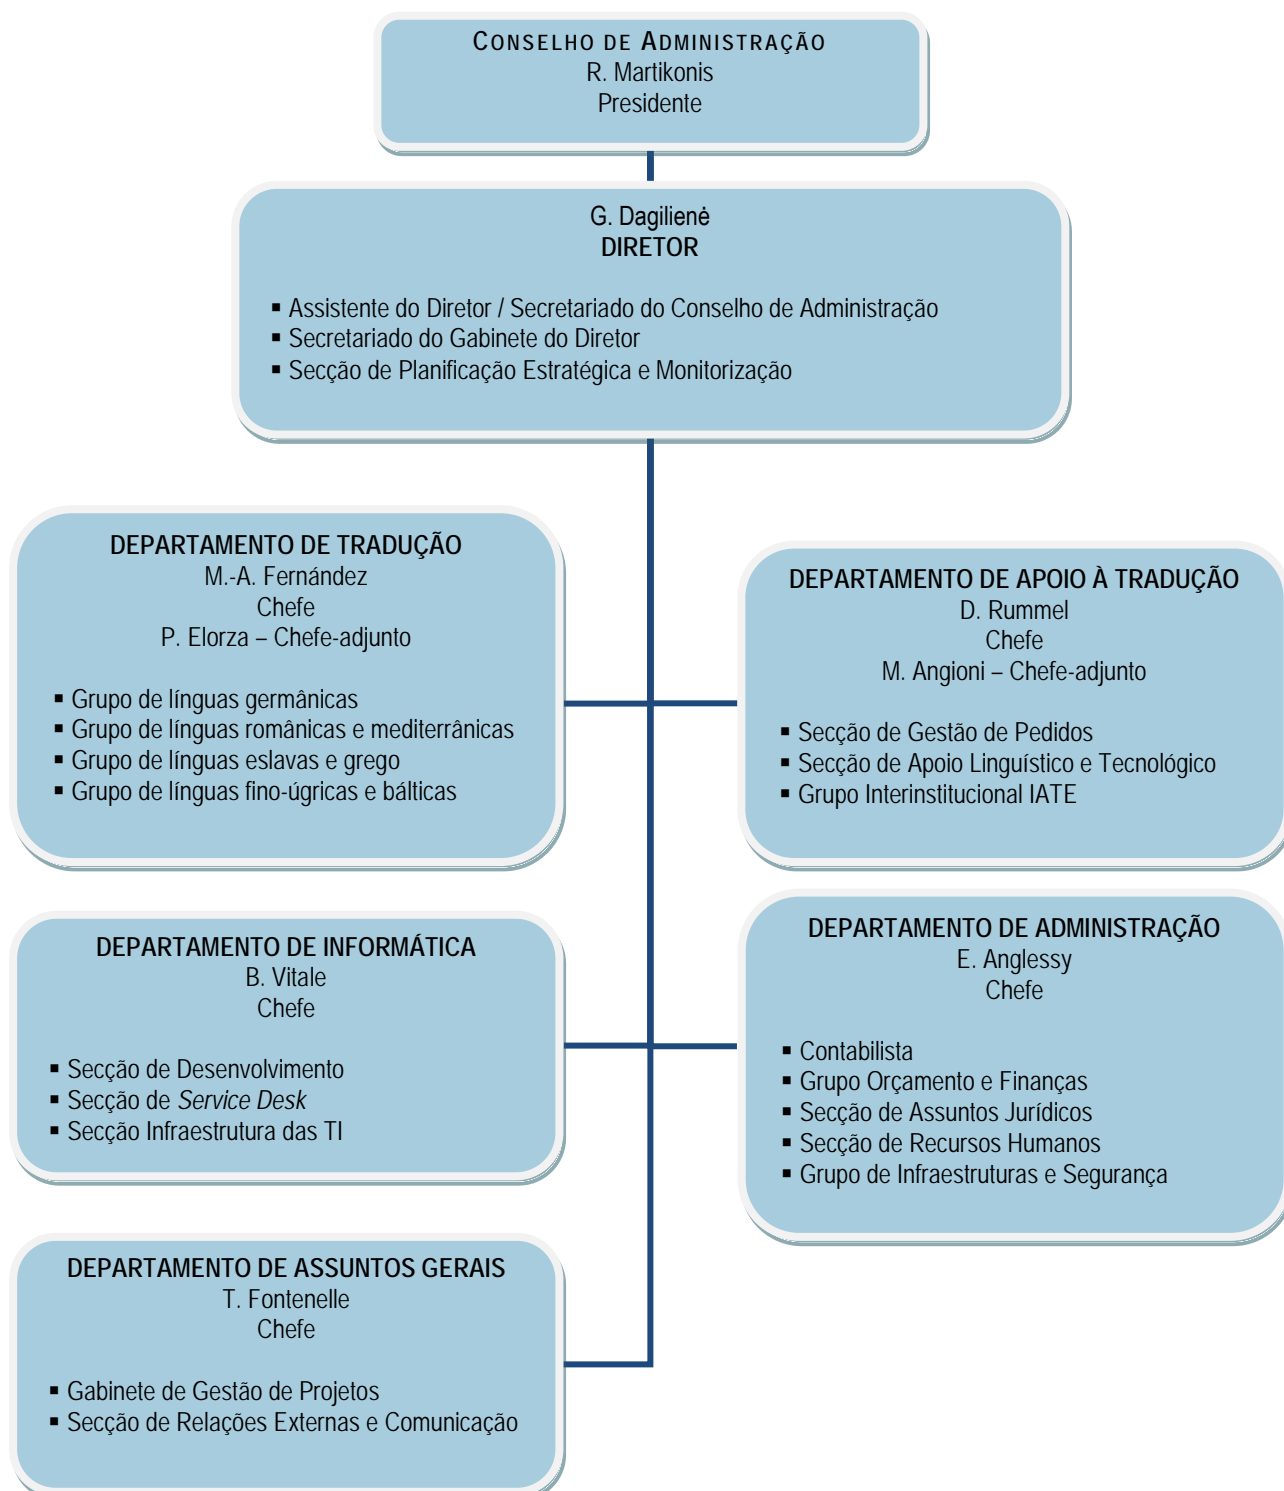 CONSELHO DE ADMINISTRAÇÃO
R. Martikonis
Presidente
G. Dagilienė
DIRETOR
▪ Assistente do Diretor / Secretariado do Conselho de Administração
▪ Secretariado do Gabinete do Diretor
▪ Secção de Planificação Estratégica e Monitorização
DEPARTAMENTO DE TRADUÇÃO
M.-A. Fernández
Chefe
P. Elorza – Chefe-adjunto
▪ Grupo de línguas germânicas
▪ Grupo de línguas românicas e mediterrânicas
▪ Grupo de línguas eslavas e grego
▪ Grupo de línguas fino-úgricas e bálticas
DEPARTAMENTO DE APOIO À TRADUÇÃO
D. Rummel
Chefe
M. Angioni – Chefe-adjunto
▪ Secção de Gestão de Pedidos
▪ Secção de Apoio Linguístico e Tecnológico
▪ Grupo Interinstitucional IATE
DEPARTAMENTO DE INFORMÁTICA
B. Vitale
Chefe
▪ Secção de Desenvolvimento
▪ Secção de Service Desk
▪ Secção Infraestrutura das TI
DEPARTAMENTO DE ADMINISTRAÇÃO
E. Anglessy
Chefe
▪ Contabilista
▪ Grupo Orçamento e Finanças
▪ Secção de Assuntos Jurídicos
▪ Secção de Recursos Humanos
▪ Grupo de Infraestruturas e Segurança
DEPARTAMENTO DE ASSUNTOS GERAIS
T. Fontenelle
Chefe
▪ Gabinete de Gestão de Projetos
▪ Secção de Relações Externas e Comunicação